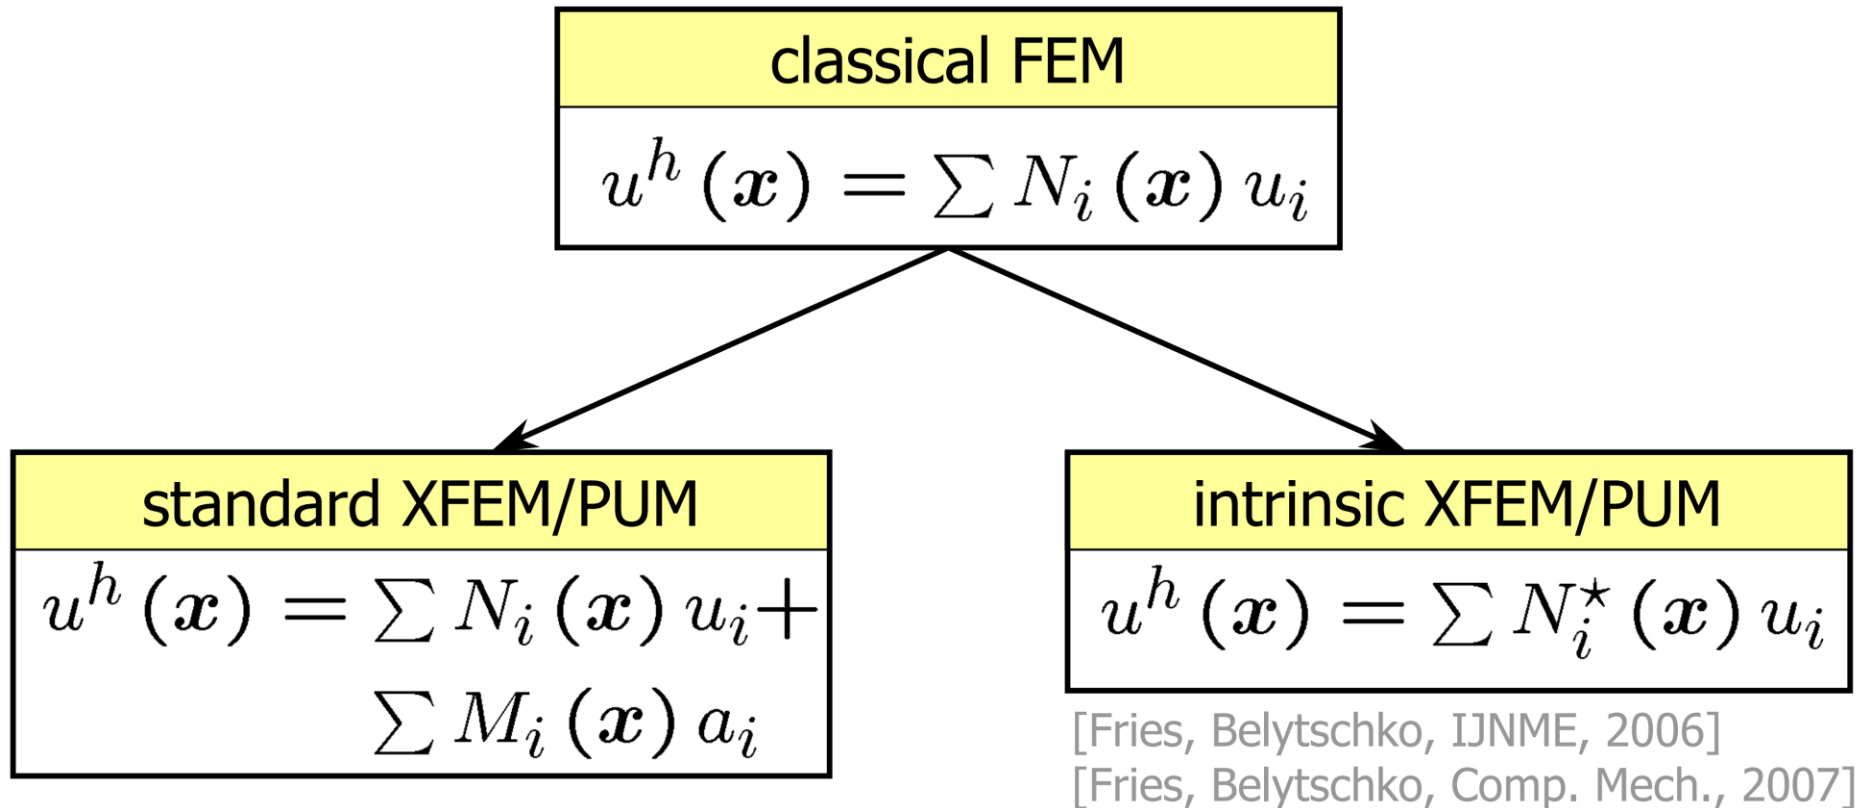 classical FEM
u^h (x) = ∑ N_i (x) u_i
standard XFEM/PUM
u^h (x) = ∑ N_i (x) u_i +
∑ M_i (x) a_i
intrinsic XFEM/PUM
u^h (x) = ∑ N_i^⋆ (x) u_i
[Fries, Belytschko, IJNME, 2006]
[Fries, Belytschko, Comp. Mech., 2007]